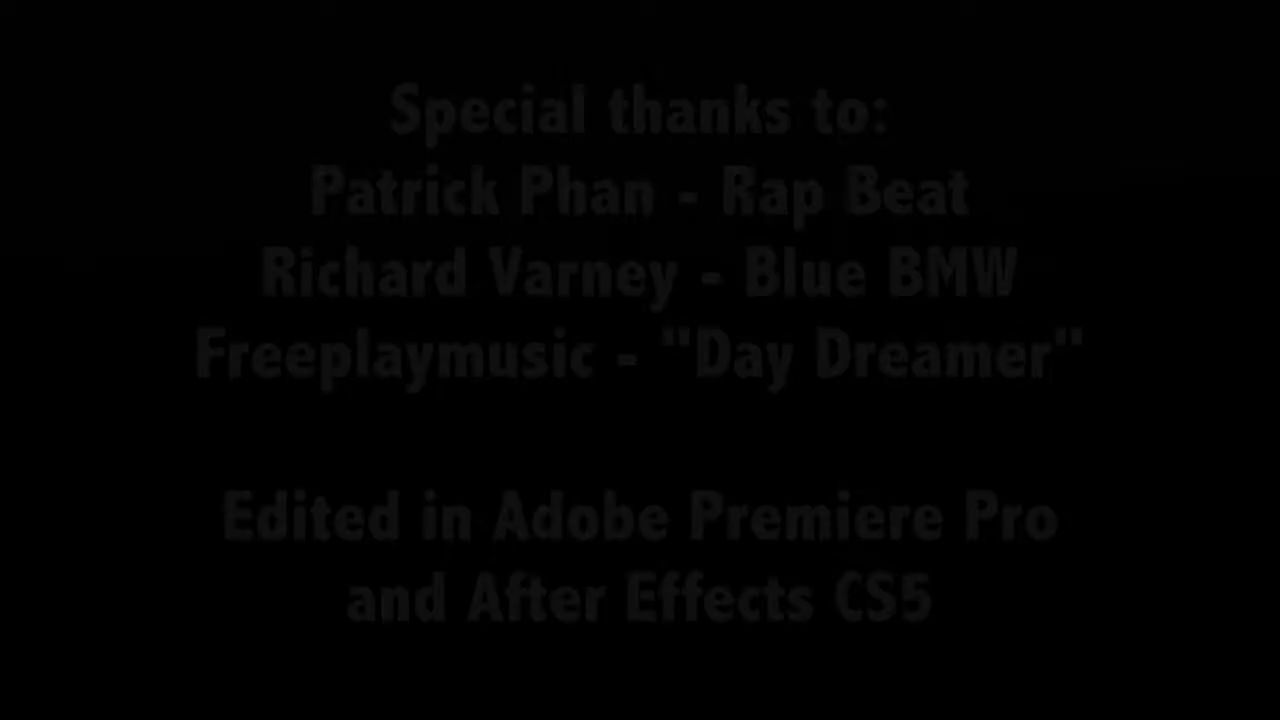 Special thanks to:
Patrick Phan - Rap Beat
Richard Varney - Blue BMW
Freeplaymusic - "Day Dreamer"
Edited in Adobe Premiere Pro
and After Effects CS5